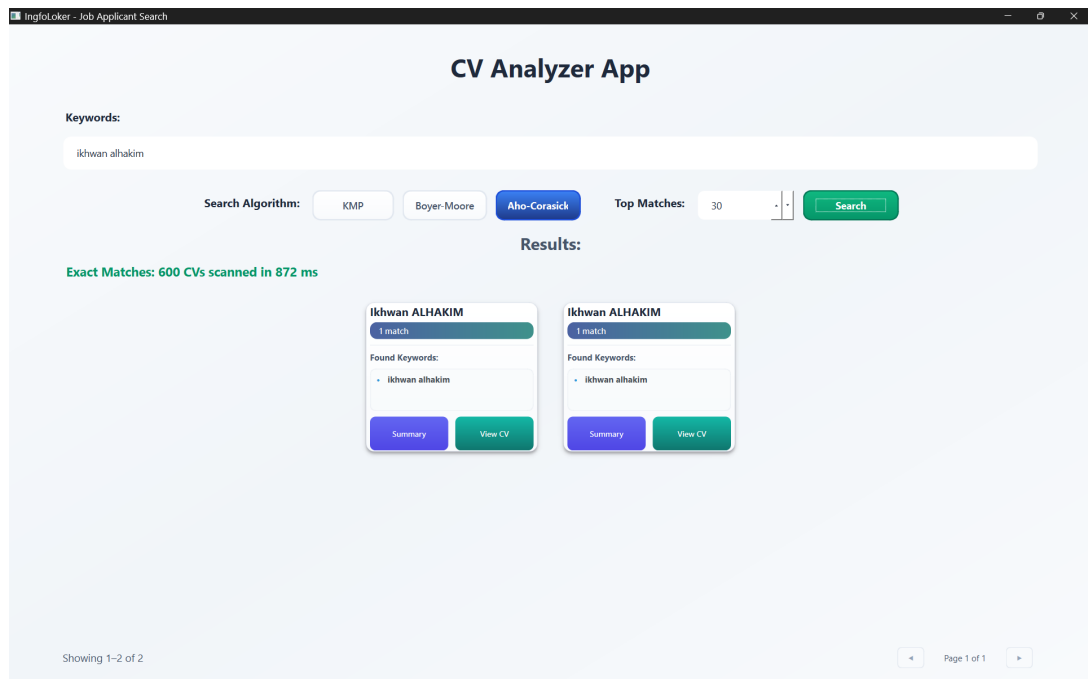 IngfoLoker - Job Applicant Search
CV Analyzer App
Keywords:
ikhwan alhakim
Search Algorithm: KMP Boyer-Moore Aho-Corasick Top Matches: 30 Search
Results:
Exact Matches: 600 CVs scanned in 872 ms
Ikhwan ALHAKIM
1 match
Found Keywords:
• ikhwan alhakim
Summary View CV
Ikhwan ALHAKIM
1 match
Found Keywords:
• ikhwan alhakim
Summary View CV
Showing 1–2 of 2
Page 1 of 1